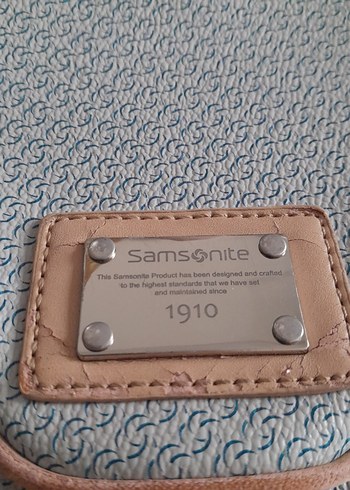 Samsonite
This Samsonite Product has been designed and crafted
to the highest standards that we have set
and maintained since
1910